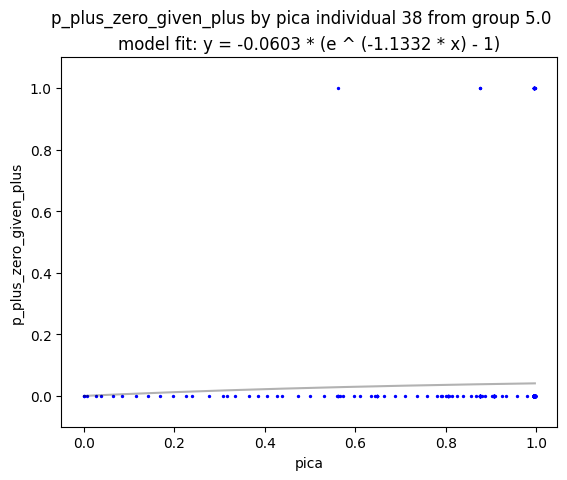 p_plus_zero_given_plus by pica individual 38 from group 5.0
model fit: y = -0.0603 * (e ^ (-1.1332 * x) - 1)
1.0
0.8
0.6
0.4
0.2
0.0
p_plus_zero_given_plus
0.0 0.2 0.4 0.6 0.8 1.0
pica